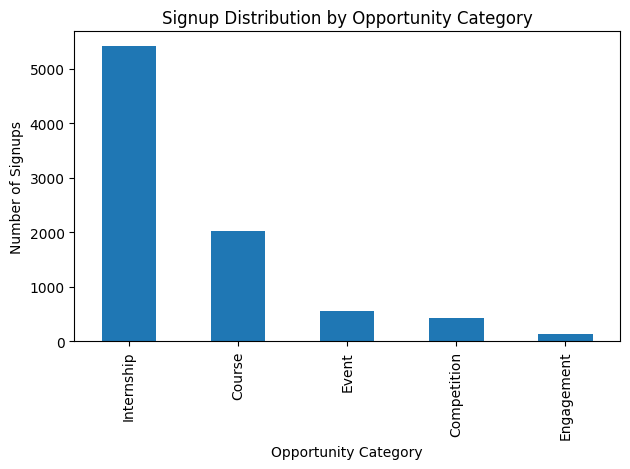 Signup Distribution by Opportunity Category
Number of Signups
5000
4000
3000
2000
1000
0
Internship
Course
Event
Competition
Engagement
Opportunity Category